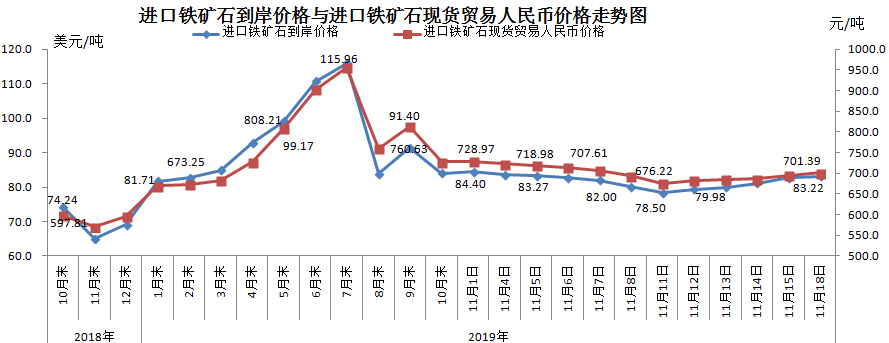 进口铁矿石到岸价格与进口铁矿石现货贸易人民币价格走势图
美元/吨
进口铁矿石到岸价格
进口铁矿石现货贸易人民币价格
元/吨
120.0
110.0
100.0
90.0
80.0
70.0
60.0
1000.0
950.0
900.0
850.0
800.0
750.0
700.0
650.0
600.0
550.0
500.0
74.24
597.81
81.71
673.25
808.21
99.17
115.96
760.63
91.40
728.97
84.40
718.98
83.27
707.61
82.00
676.22
78.50
79.98
701.39
83.22
10月末
11月末
12月末
1月末
2月末
3月末
4月末
5月末
6月末
7月末
8月末
9月末
10月末
11月1日
11月4日
11月5日
11月6日
11月7日
11月8日
11月11日
11月12日
11月13日
11月14日
11月15日
11月18日
2018年
2019年